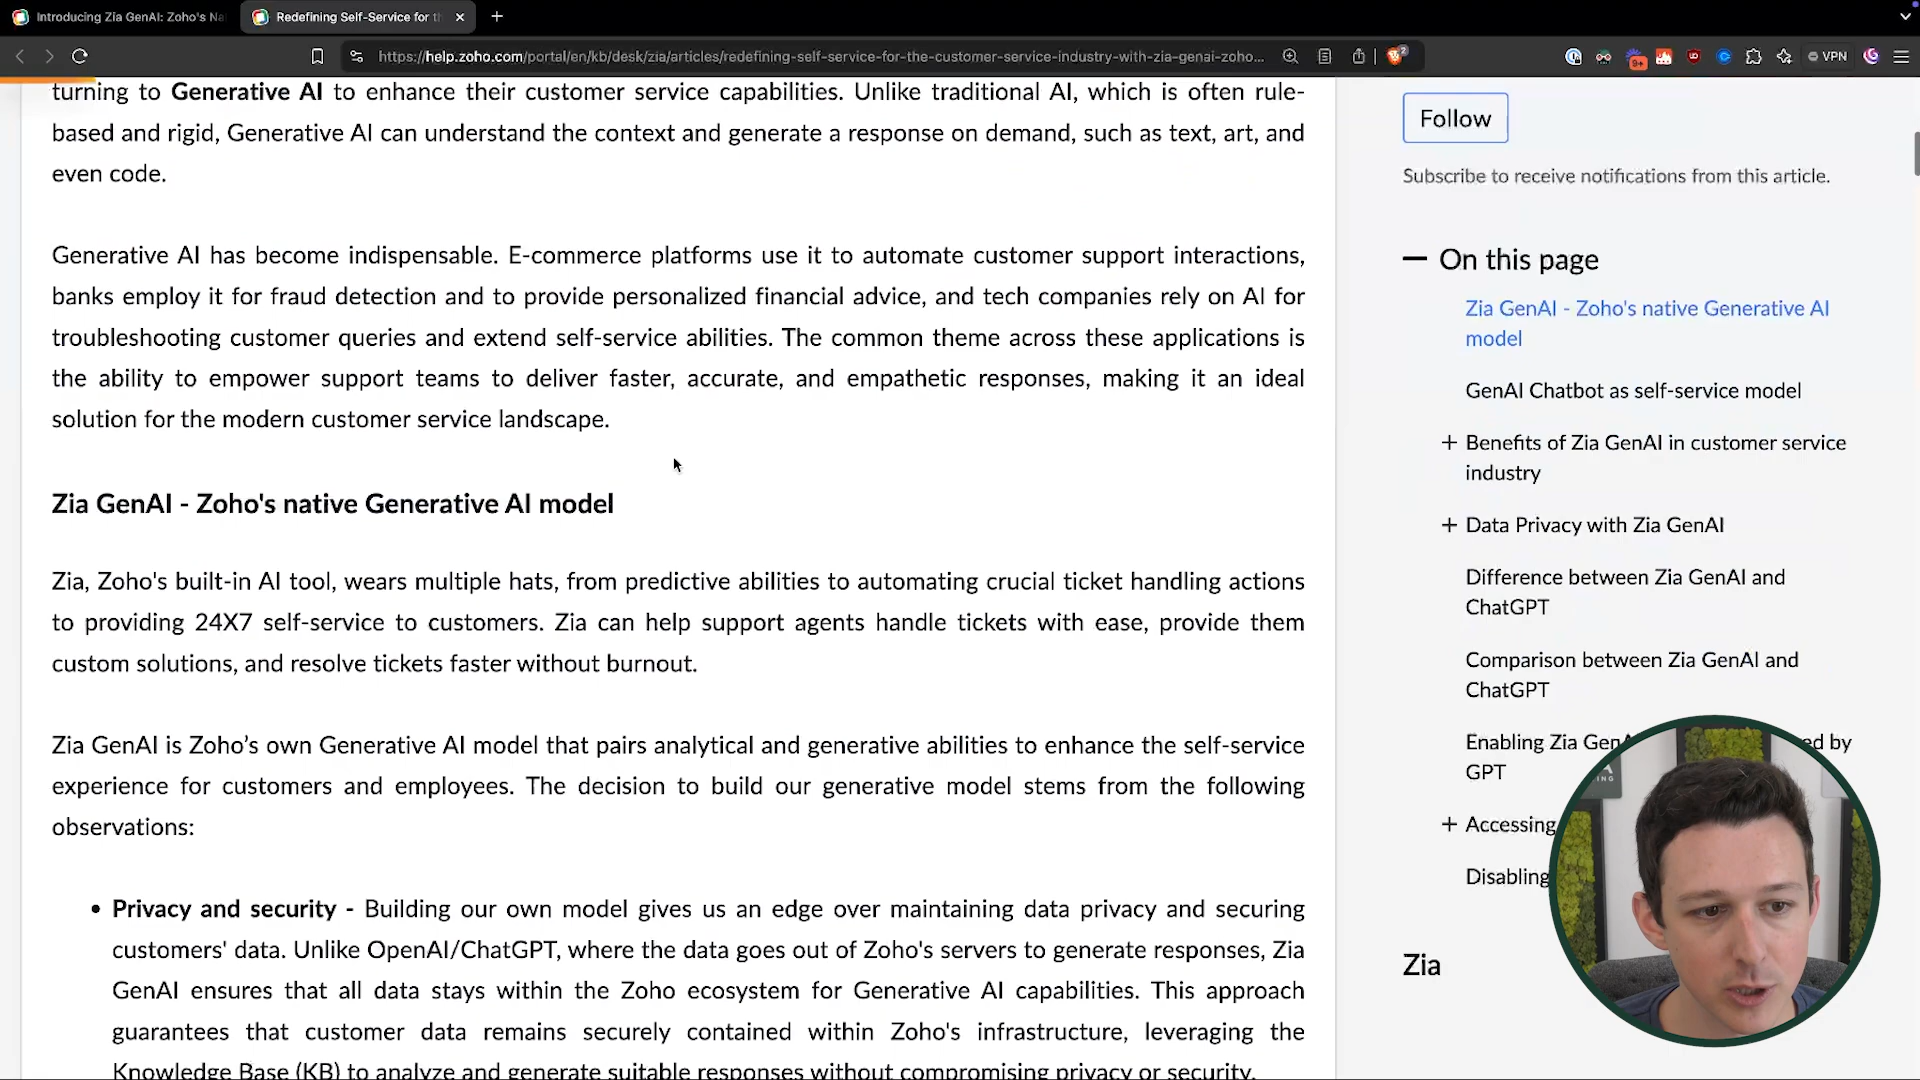 Introducing Zia GenAI: Zoho's Na
Redefining Self-Service for th
https://help.zoho.com/portal/en/kb/desk/zia/articles/redefining-self-service-for-the-customer-service-industry-with-zia-genai-zoho...
2
9+
VPN
turning to Generative AI to enhance their customer service capabilities. Unlike traditional AI, which is often rule-
based and rigid, Generative AI can understand the context and generate a response on demand, such as text, art, and
even code.
Generative AI has become indispensable. E-commerce platforms use it to automate customer support interactions,
banks employ it for fraud detection and to provide personalized financial advice, and tech companies rely on AI for
troubleshooting customer queries and extend self-service abilities. The common theme across these applications is
the ability to empower support teams to deliver faster, accurate, and empathetic responses, making it an ideal
solution for the modern customer service landscape.
Zia GenAI - Zoho's native Generative AI model
Zia, Zoho's built-in AI tool, wears multiple hats, from predictive abilities to automating crucial ticket handling actions
to providing 24X7 self-service to customers. Zia can help support agents handle tickets with ease, provide them
custom solutions, and resolve tickets faster without burnout.
Zia GenAI is Zoho’s own Generative AI model that pairs analytical and generative abilities to enhance the self-service
experience for customers and employees. The decision to build our generative model stems from the following
observations:
• Privacy and security - Building our own model gives us an edge over maintaining data privacy and securing
customers' data. Unlike OpenAI/ChatGPT, where the data goes out of Zoho's servers to generate responses, Zia
GenAI ensures that all data stays within the Zoho ecosystem for Generative AI capabilities. This approach
guarantees that customer data remains securely contained within Zoho's infrastructure, leveraging the
Knowledge Base (KB) to analyze and generate suitable responses without compromising privacy or security.
Follow
Subscribe to receive notifications from this article.
On this page
Zia GenAI - Zoho's native Generative AI
model
GenAI Chatbot as self-service model
Benefits of Zia GenAI in customer service
industry
Data Privacy with Zia GenAI
Difference between Zia GenAI and
ChatGPT
Comparison between Zia GenAI and
ChatGPT
Enabling Zia Gen ed by
GPT
Accessing
Disabling
Zia